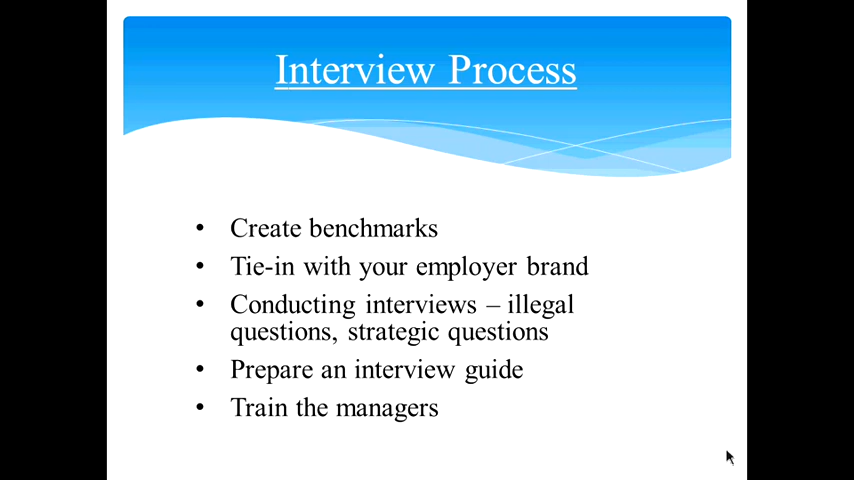 Interview Process
• Create benchmarks
• Tie-in with your employer brand
• Conducting interviews – illegal
questions, strategic questions
• Prepare an interview guide
• Train the managers